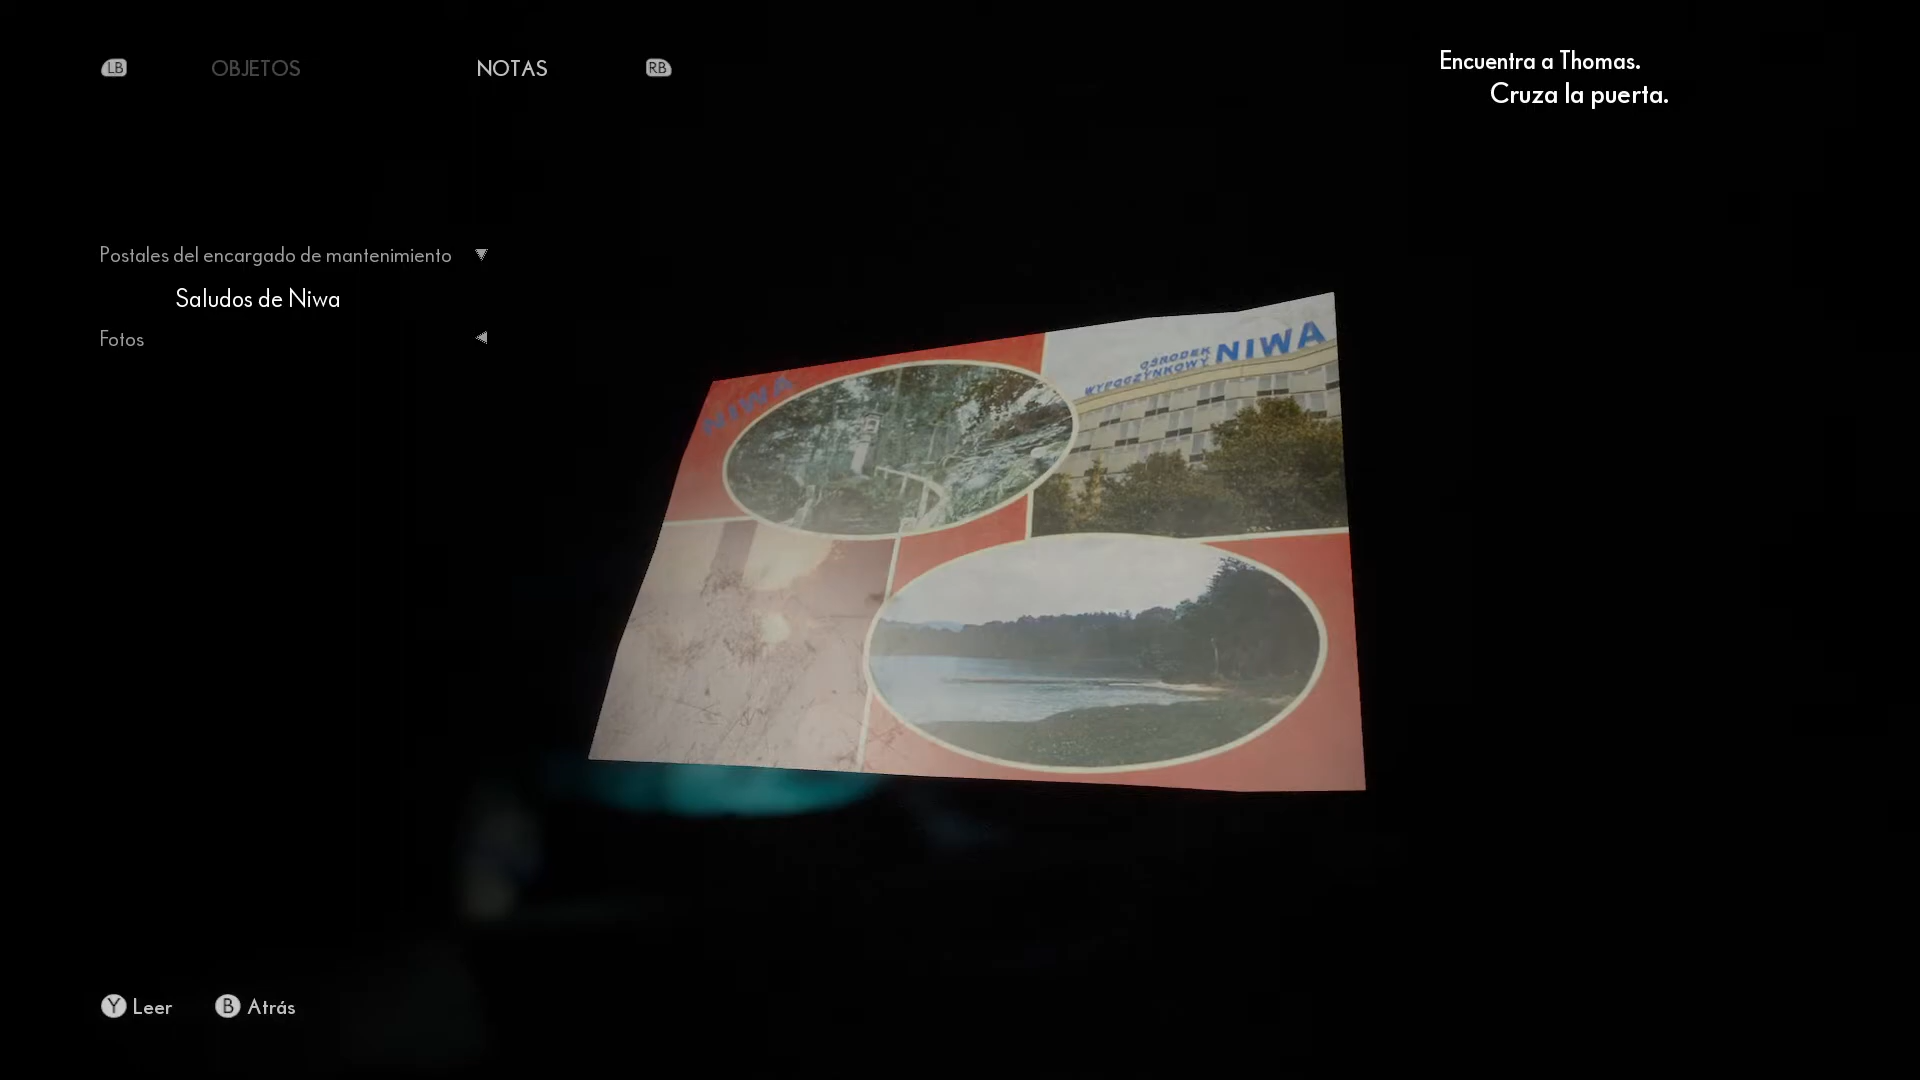 LB OBJETOS NOTAS RB
Encuentra a Thomas.
Cruza la puerta.
Postales del encargado de mantenimiento
Saludos de Niwa
Fotos
NIWA
OŚRODEK
WYPOCZYNKOWY NIWA
Y Leer B Atrás